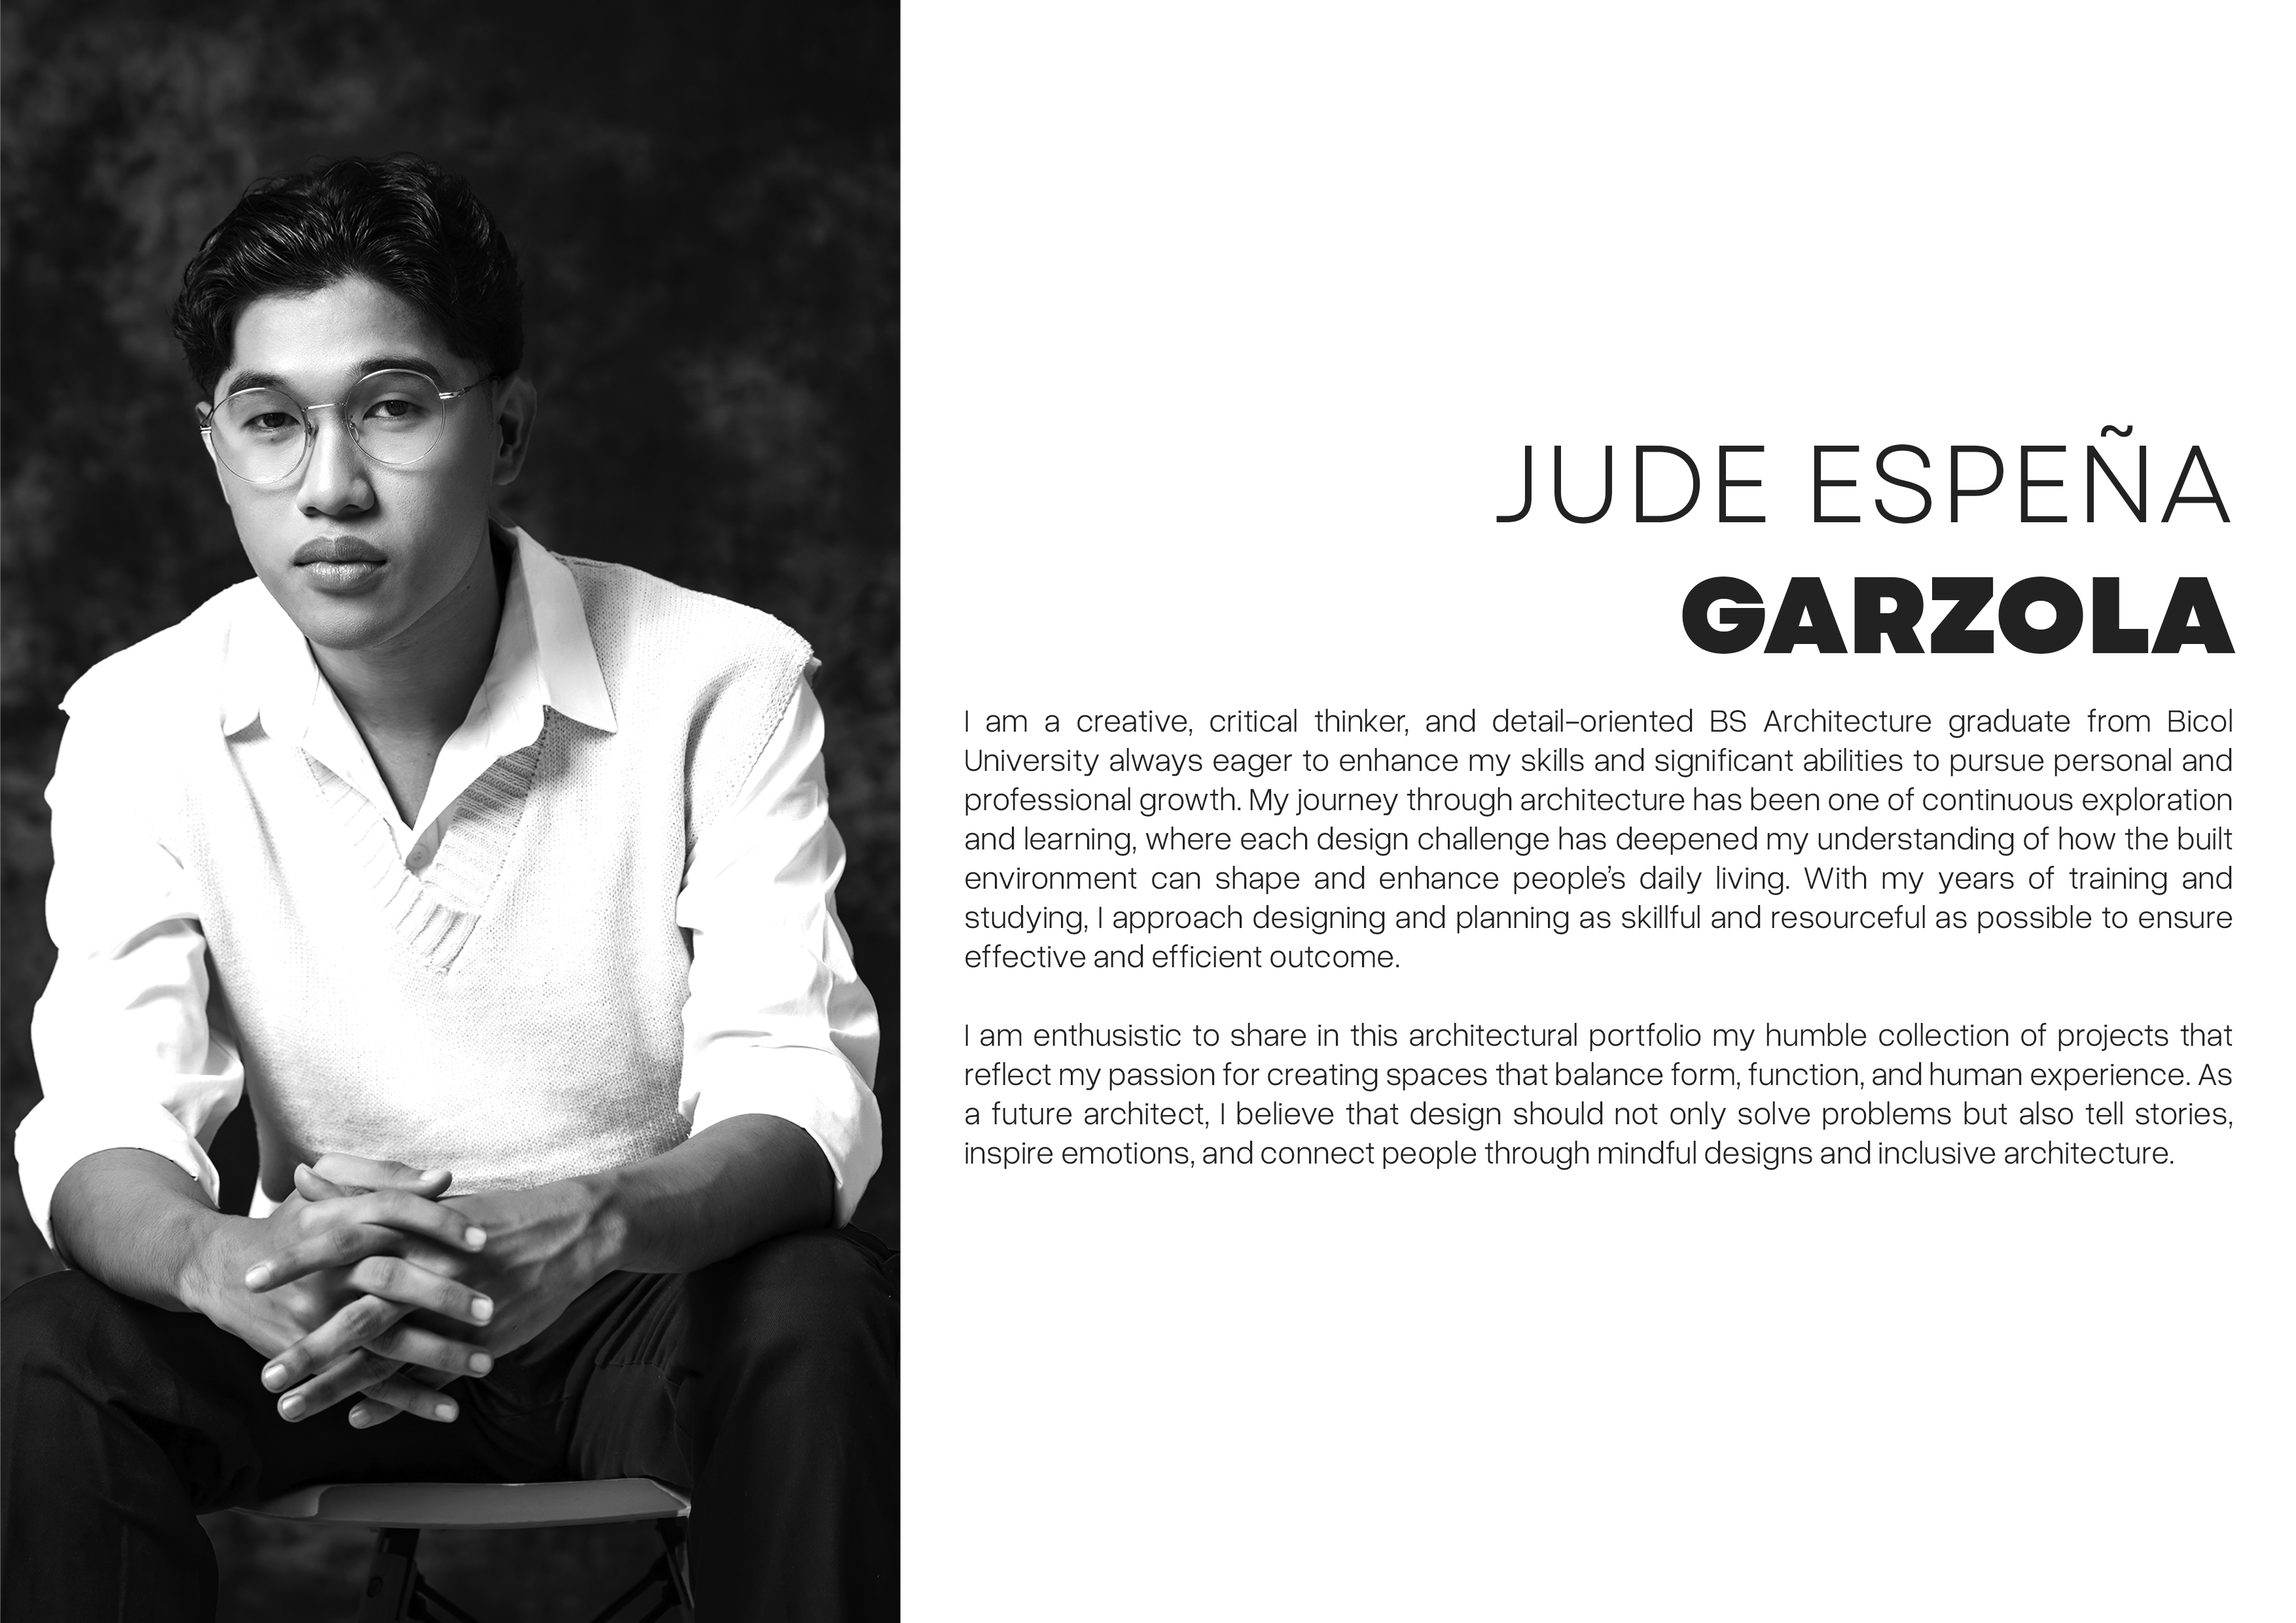 JUDE ESPEÑA
GARZOLA
I am a creative, critical thinker, and detail-oriented BS Architecture graduate from Bicol
University always eager to enhance my skills and significant abilities to pursue personal and
professional growth. My journey through architecture has been one of continuous exploration
and learning, where each design challenge has deepened my understanding of how the built
environment can shape and enhance people’s daily living. With my years of training and
studying, I approach designing and planning as skillful and resourceful as possible to ensure
effective and efficient outcome.
I am enthusistic to share in this architectural portfolio my humble collection of projects that
reflect my passion for creating spaces that balance form, function, and human experience. As
a future architect, I believe that design should not only solve problems but also tell stories,
inspire emotions, and connect people through mindful designs and inclusive architecture.